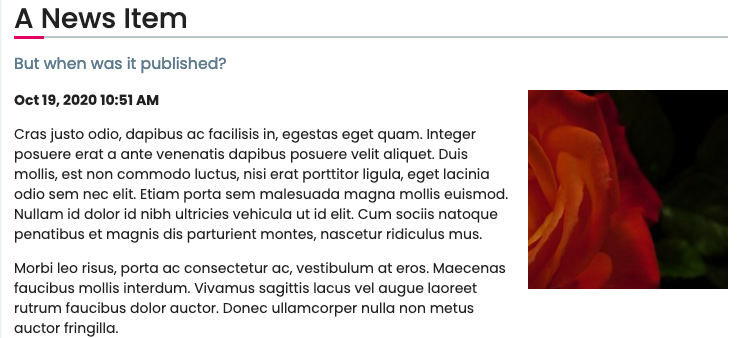 A News Item
But when was it published?
Oct 19, 2020 10:51 AM
Cras justo odio, dapibus ac facilisis in, egestas eget quam. Integer
posuere erat a ante venenatis dapibus posuere velit aliquet. Duis
mollis, est non commodo luctus, nisi erat porttitor ligula, eget lacinia
odio sem nec elit. Etiam porta sem malesuada magna mollis euismod.
Nullam id dolor id nibh ultricies vehicula ut id elit. Cum sociis natoque
penatibus et magnis dis parturient montes, nascetur ridiculus mus.
Morbi leo risus, porta ac consectetur ac, vestibulum at eros. Maecenas
faucibus mollis interdum. Vivamus sagittis lacus vel augue laoreet
rutrum faucibus dolor auctor. Donec ullamcorper nulla non metus
auctor fringilla.